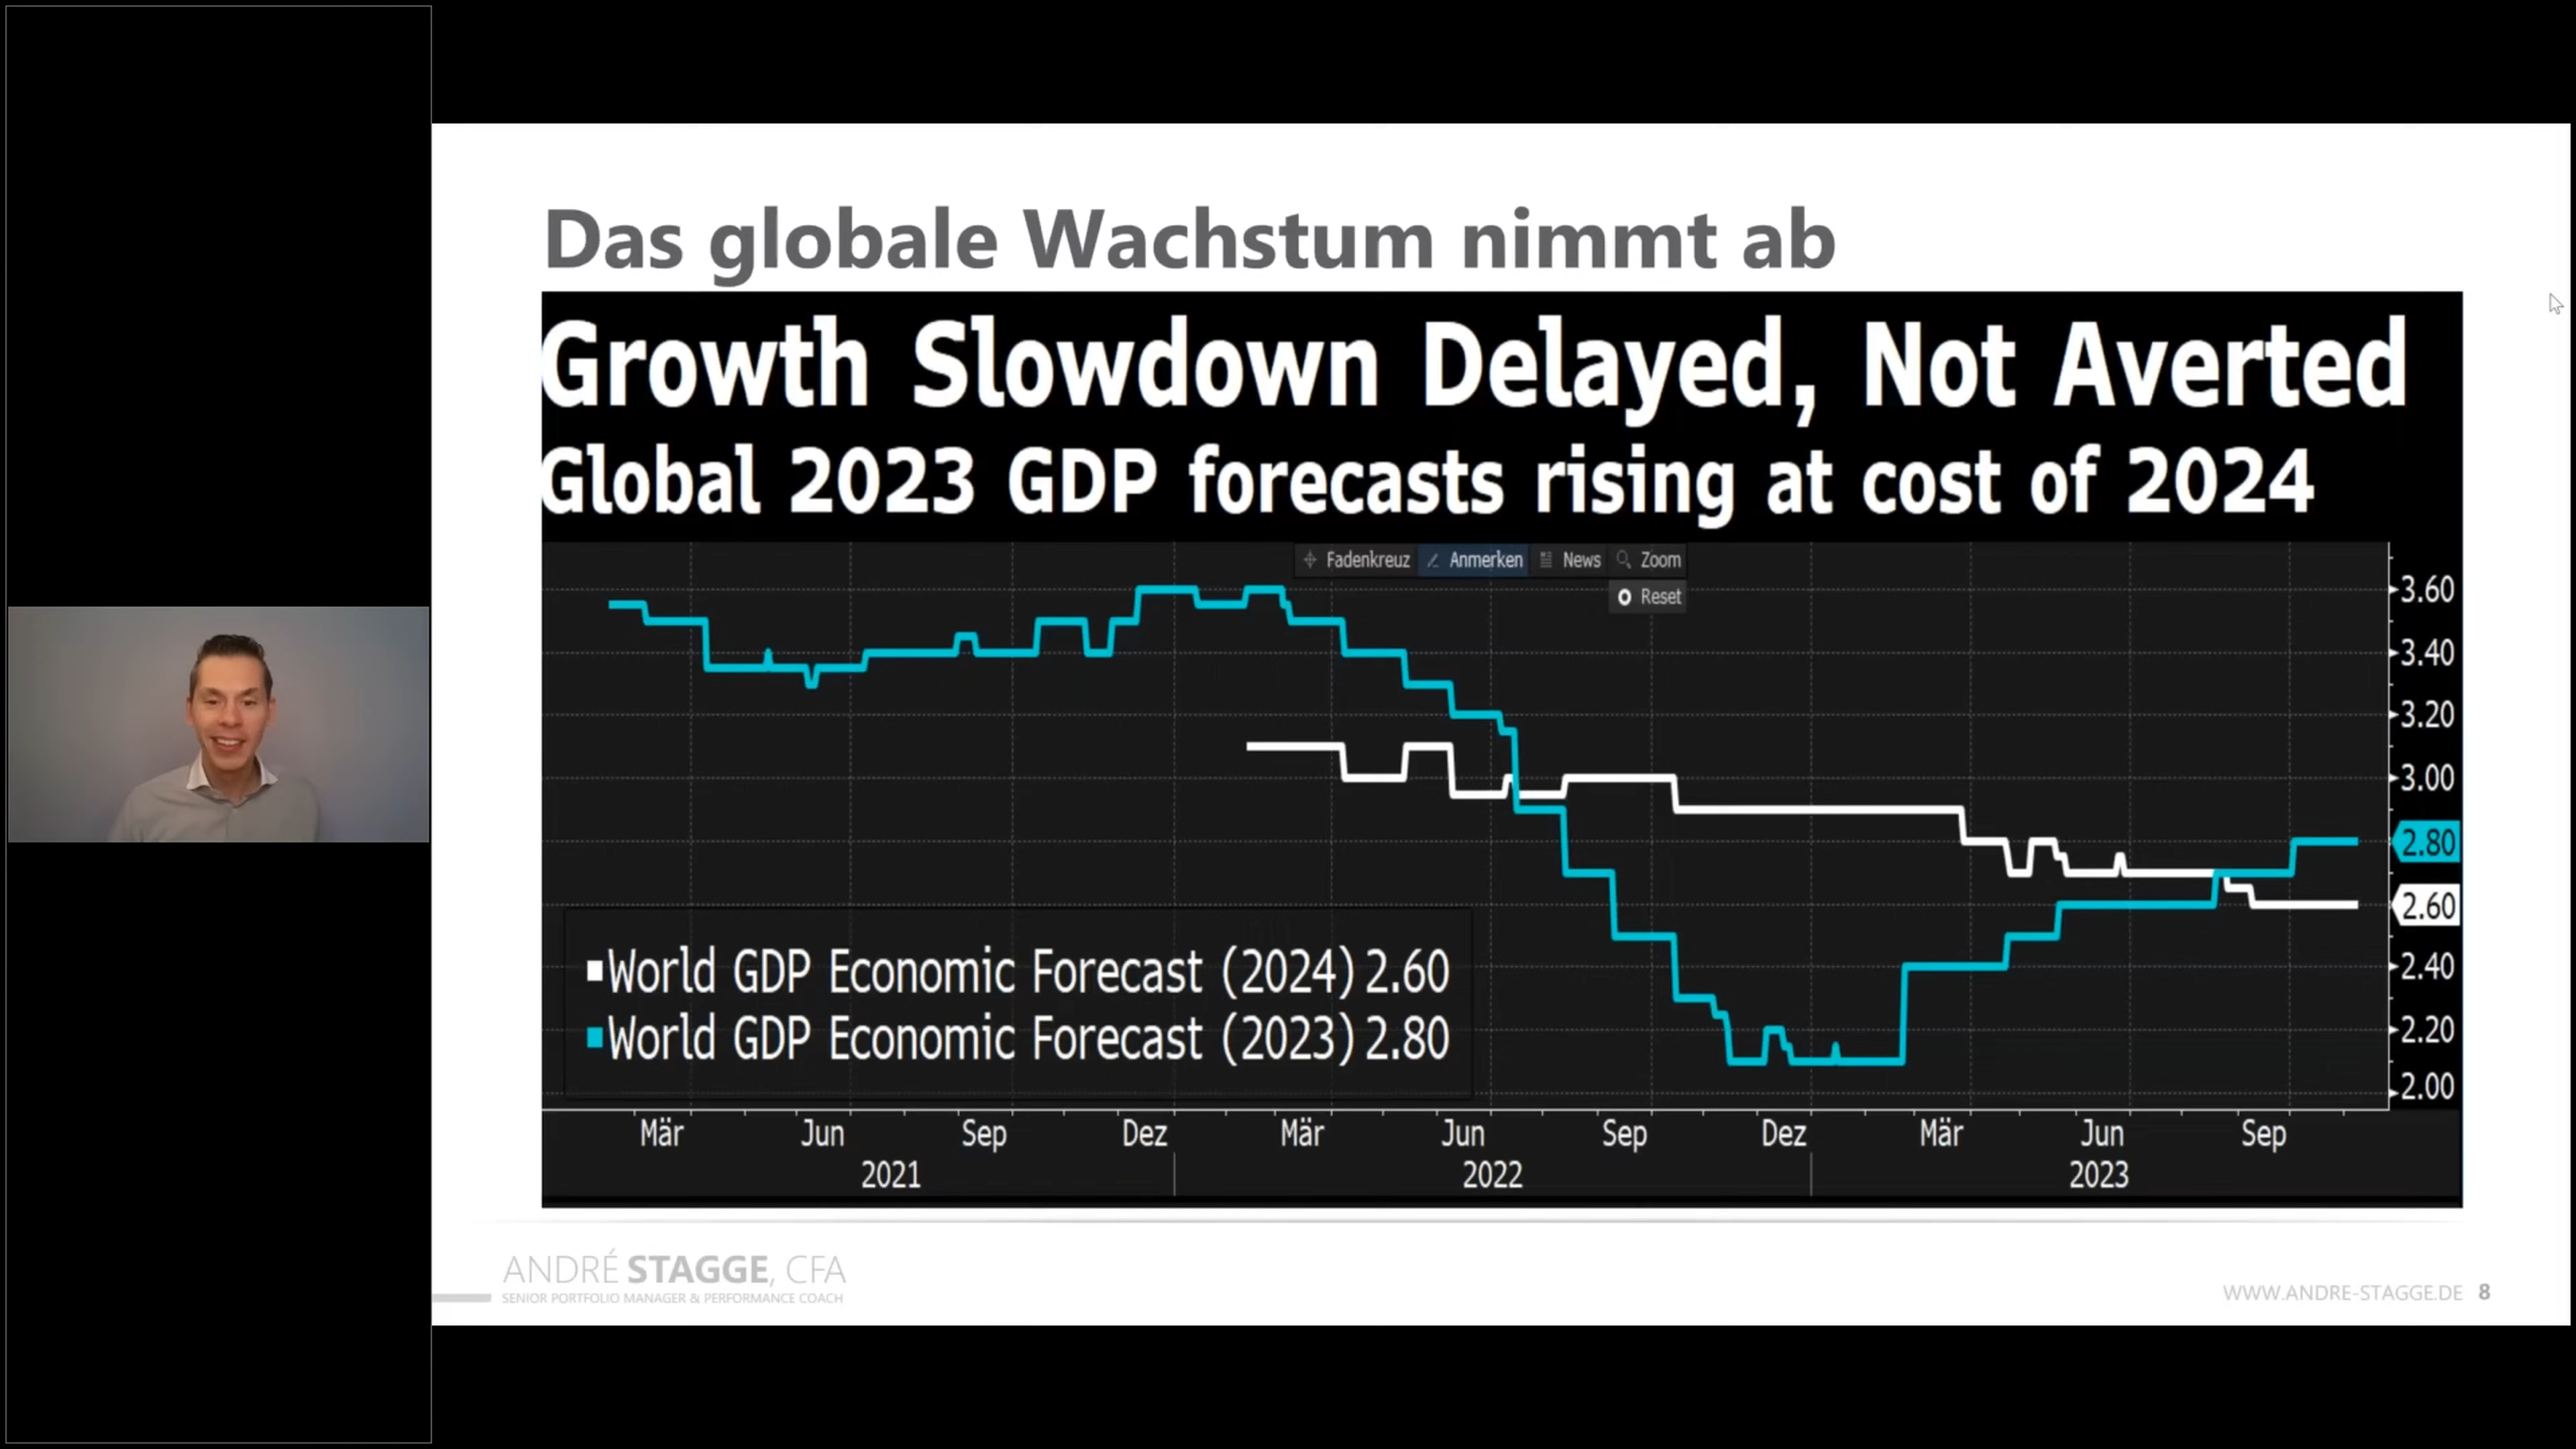 Das globale Wachstum nimmt ab
Growth Slowdown Delayed, Not Averted
Global 2023 GDP forecasts rising at cost of 2024
Fadenkreuz Anmerken News Zoom
Reset
3.60
3.40
3.20
3.00
2.80
2.60
2.40
2.20
2.00
World GDP Economic Forecast (2024) 2.60
World GDP Economic Forecast (2023) 2.80
Mär Jun Sep Dez Mär Jun Sep Dez Mär Jun Sep
2021 2022 2023
ANDRÉ STAGGE, CFA
SENIOR PORTFOLIO MANAGER & PERFORMANCE COACH
WWW.ANDRE-STAGGE.DE 8